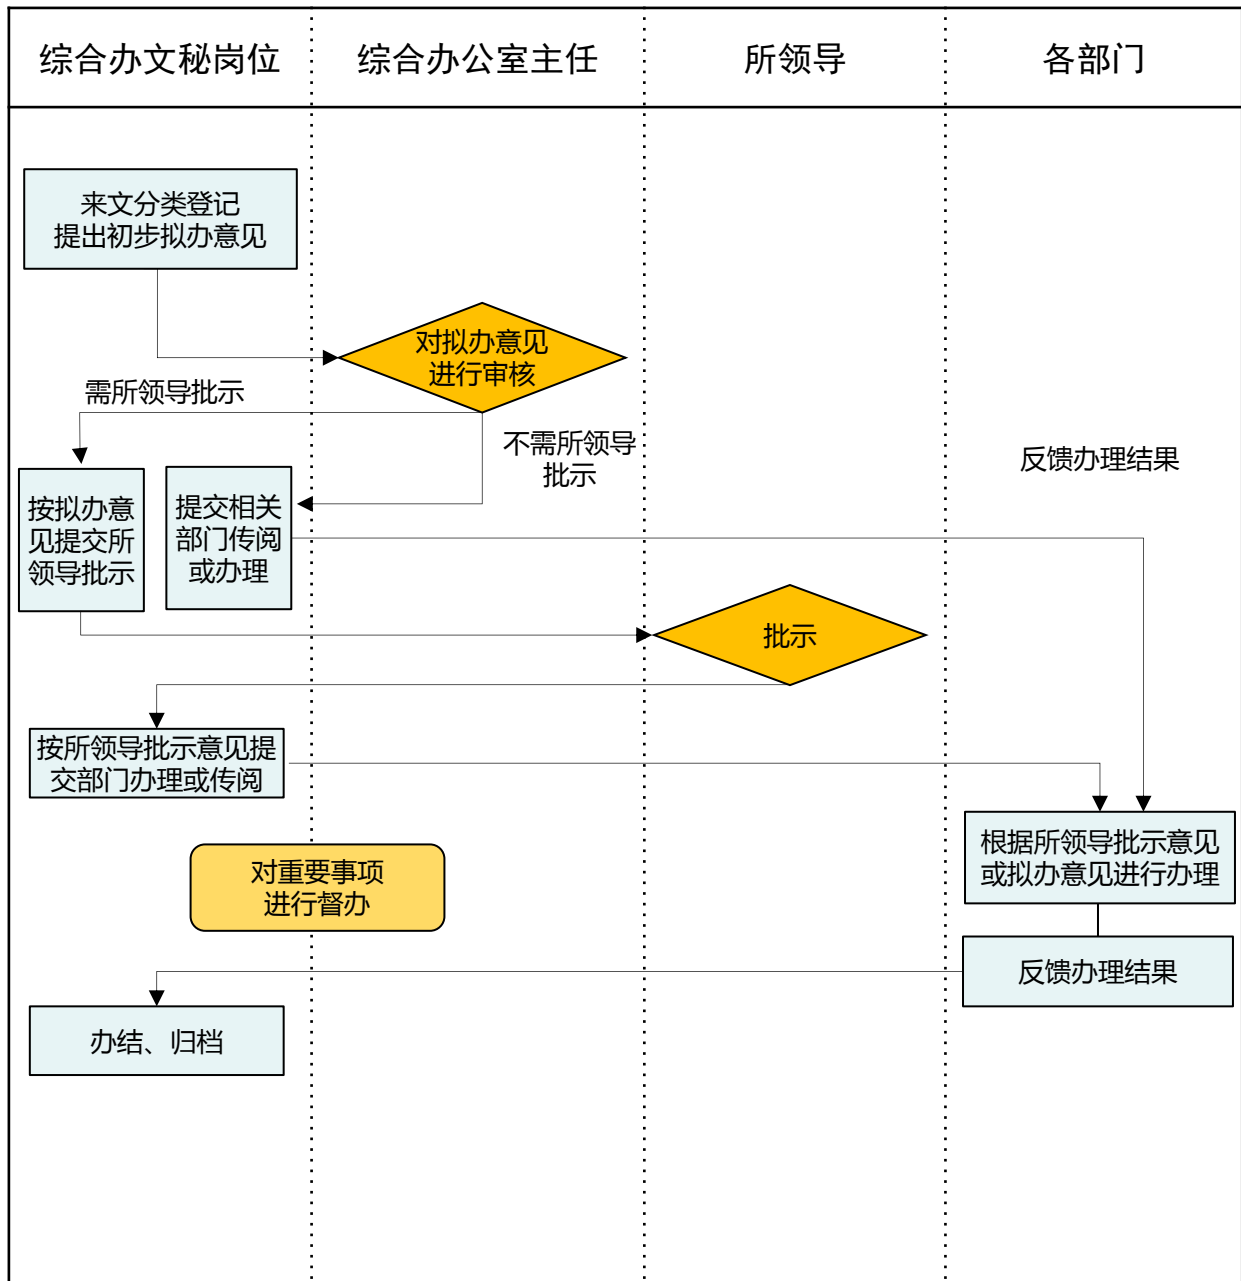 综合办文秘岗位
综合办公室主任
所领导
各部门
来文分类登记
提出初步拟办意见
对拟办意见
进行审核
需所领导批示
不需所领导
批示
反馈办理结果
按拟办意
见提交所
领导批示
提交相关
部门传阅
或办理
批示
按所领导批示意见提
交部门办理或传阅
根据所领导批示意见
或拟办意见进行办理
对重要事项
进行督办
反馈办理结果
办结、归档